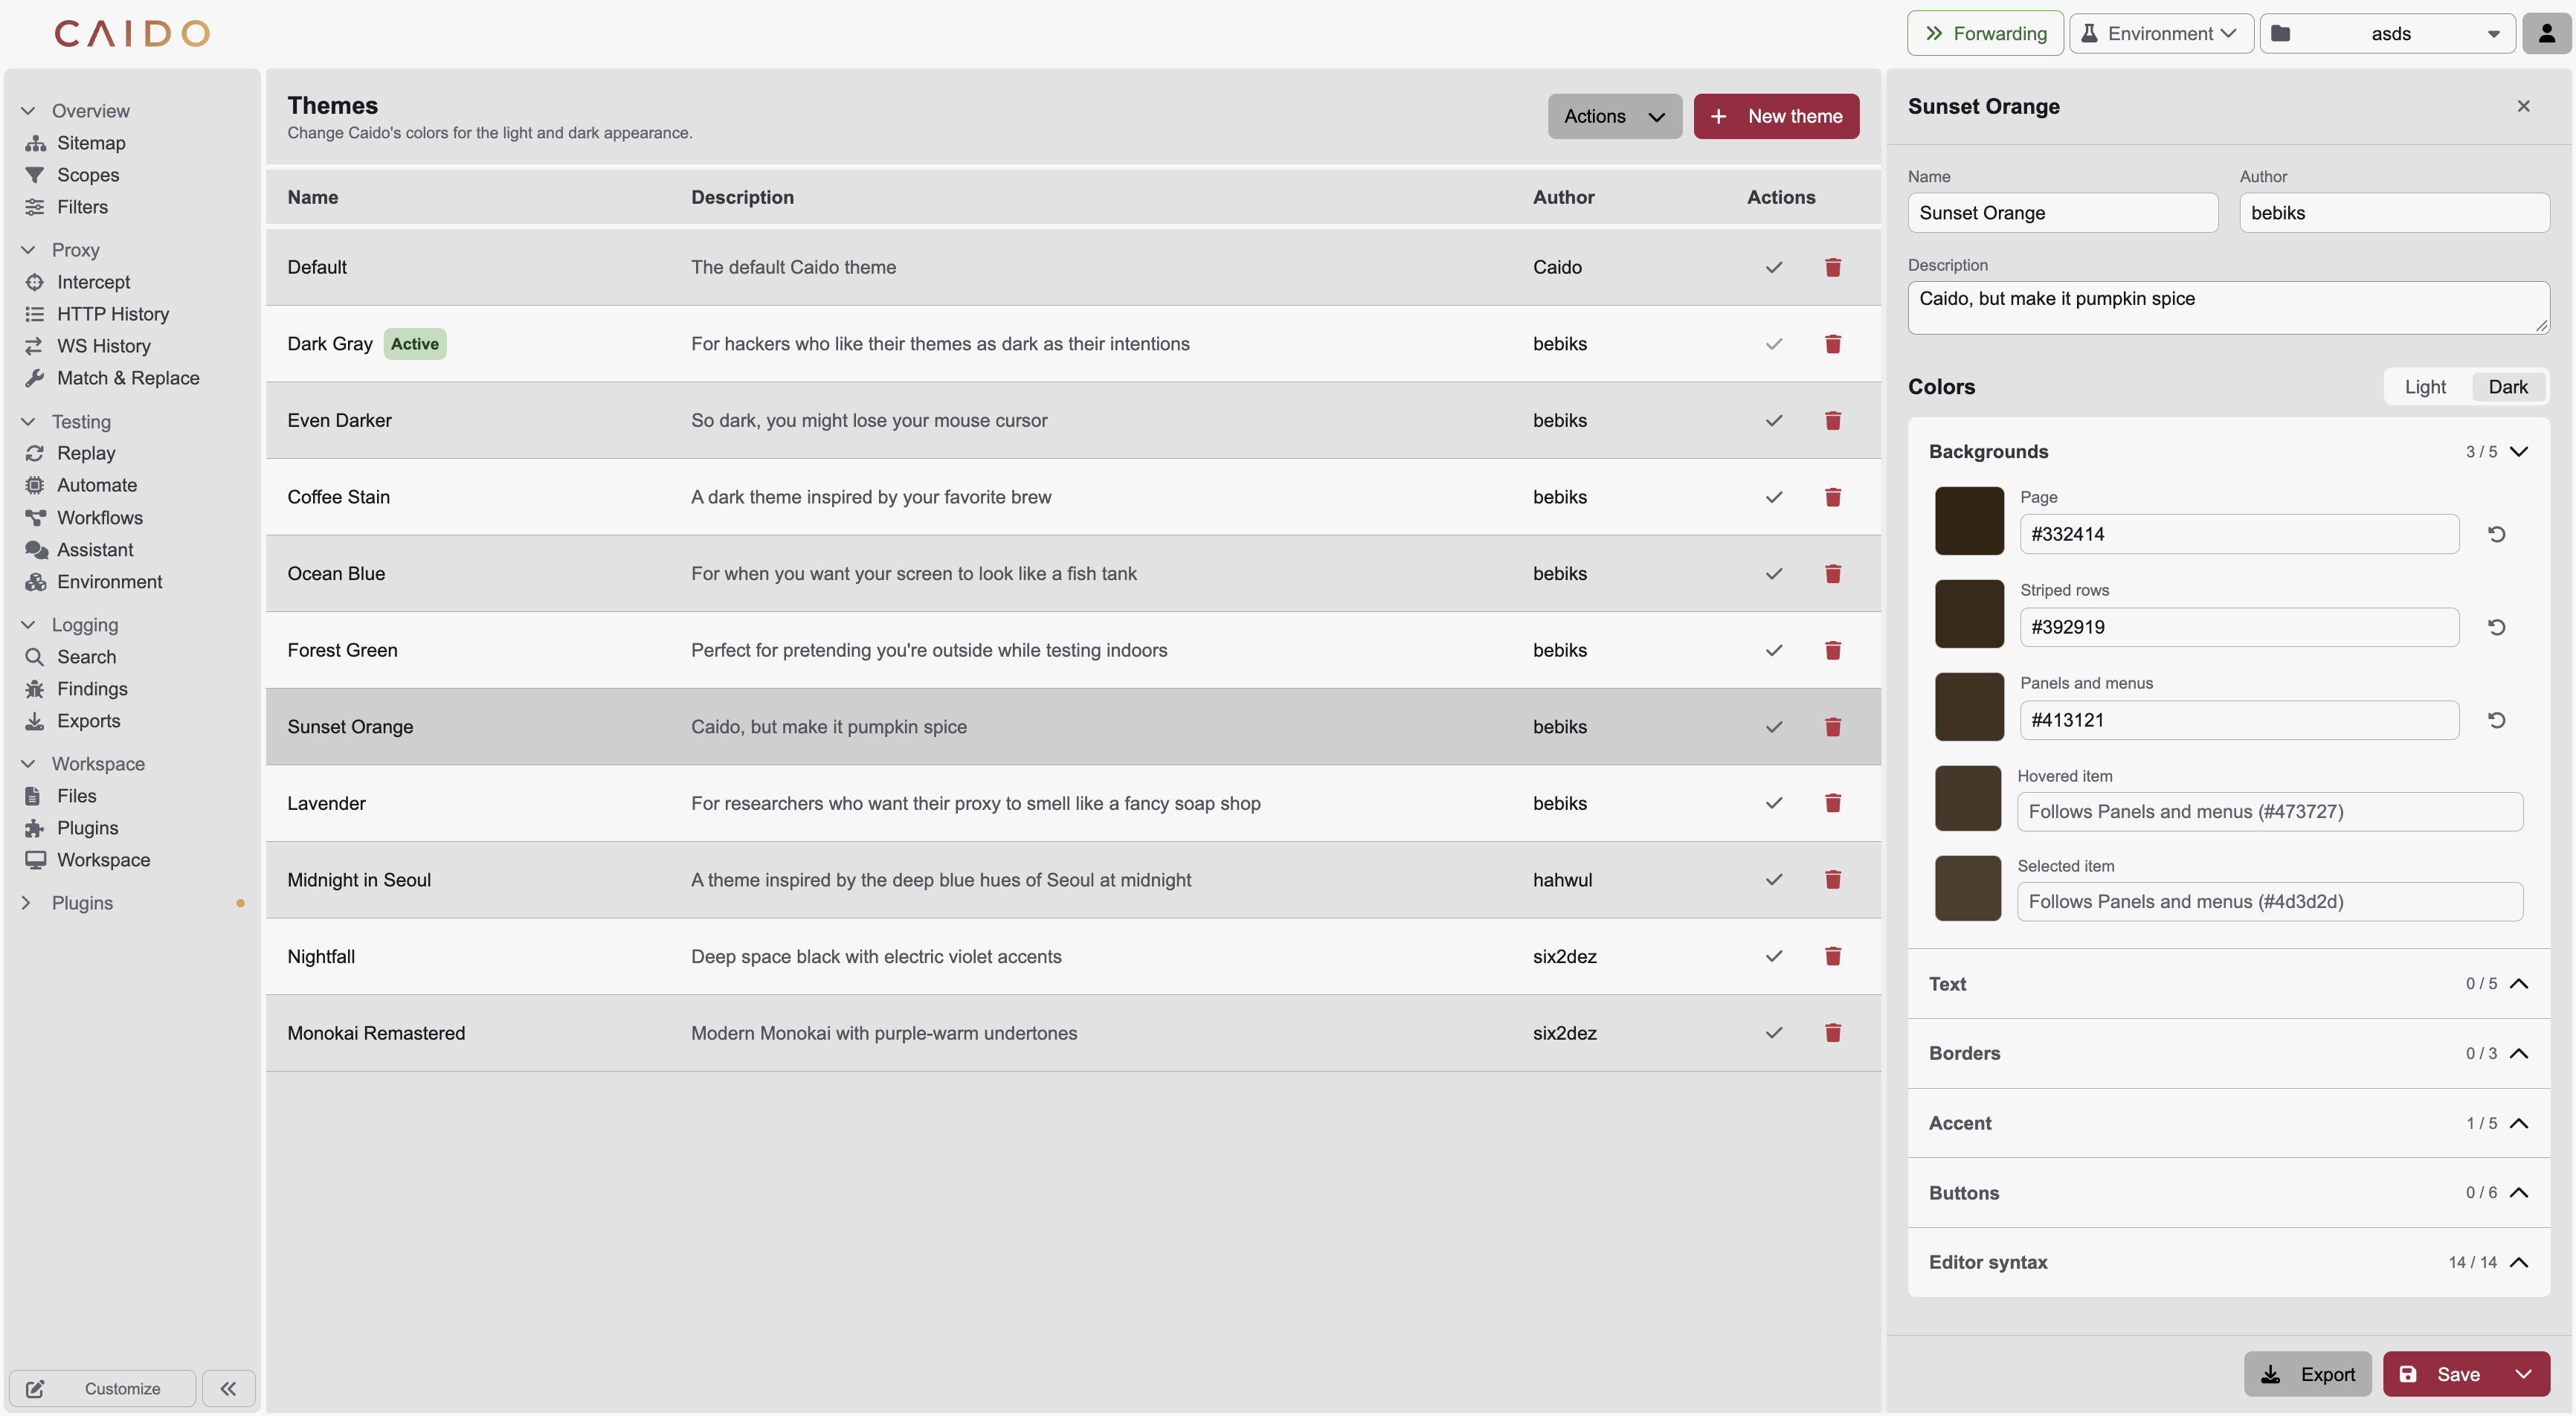 CAIDO
Forwarding
Environment
asds
Overview
Sitemap
Scopes
Filters
Proxy
Intercept
HTTP History
WS History
Match & Replace
Testing
Replay
Automate
Workflows
Assistant
Environment
Logging
Search
Findings
Exports
Workspace
Files
Plugins
Workspace
Plugins
Customize
Themes
Change Caido's colors for the light and dark appearance.
Actions
New theme
Name Description Author Actions
Default The default Caido theme Caido
Dark Gray Active For hackers who like their themes as dark as their intentions bebiks
Even Darker So dark, you might lose your mouse cursor bebiks
Coffee Stain A dark theme inspired by your favorite brew bebiks
Ocean Blue For when you want your screen to look like a fish tank bebiks
Forest Green Perfect for pretending you're outside while testing indoors bebiks
Sunset Orange Caido, but make it pumpkin spice bebiks
Lavender For researchers who want their proxy to smell like a fancy soap shop bebiks
Midnight in Seoul A theme inspired by the deep blue hues of Seoul at midnight hahwul
Nightfall Deep space black with electric violet accents six2dez
Monokai Remastered Modern Monokai with purple-warm undertones six2dez
Sunset Orange
Name Author
Sunset Orange bebiks
Description
Caido, but make it pumpkin spice
Colors Light Dark
Backgrounds 3 / 5
Page
#332414
Striped rows
#392919
Panels and menus
#413121
Hovered item
Follows Panels and menus (#473727)
Selected item
Follows Panels and menus (#4d3d2d)
Text 0 / 5
Borders 0 / 3
Accent 1 / 5
Buttons 0 / 6
Editor syntax 14 / 14
Export Save